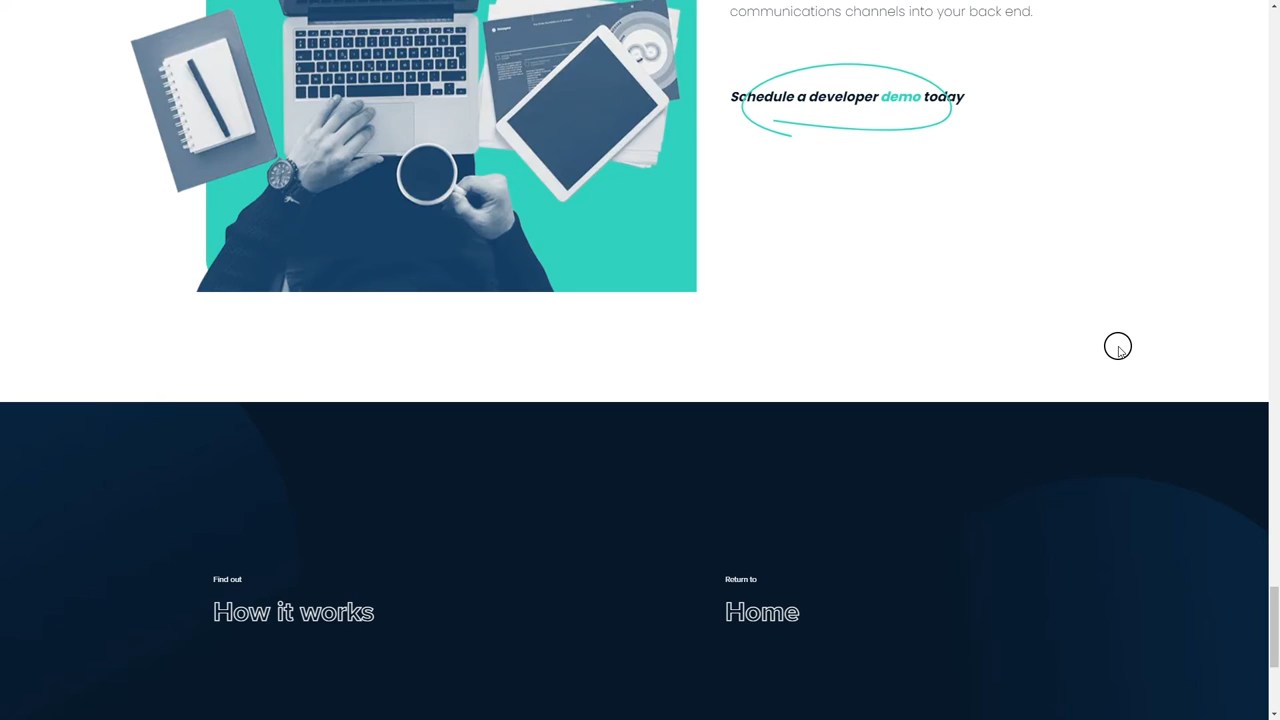 communications channels into your back end.
Schedule a developer demo today
Find out
How it works
Return to
Home